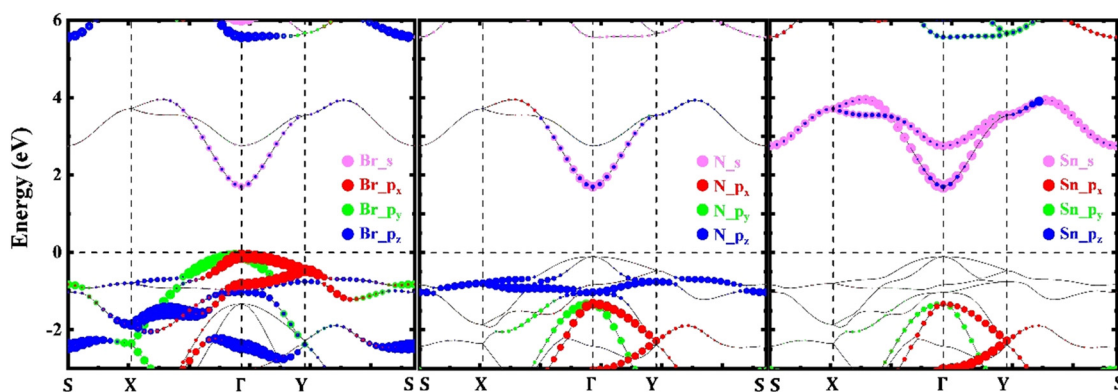 6
4
2
0
-2
Energy (eV)
Br_s
Br_px
Br_py
Br_pz
N_s
N_px
N_py
N_pz
Sn_s
Sn_px
Sn_py
Sn_pz
S X Γ Y S S X Γ Y S S X Γ Y S